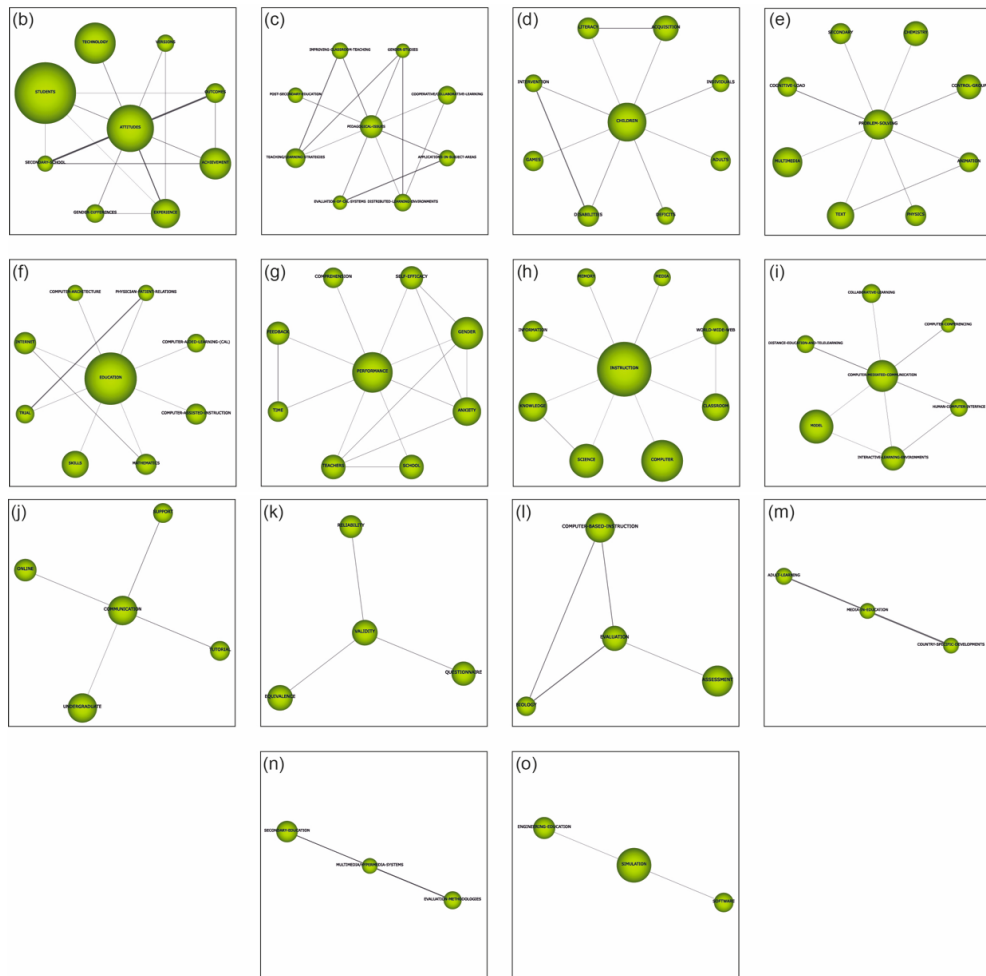 (b)
TECHNOLOGY
VERSIONS
STUDENTS
OUTCOMES
ATTITUDES
SECONDARY-SCHOOL
ACHIEVEMENT
GENDER-DIFFERENCES
EXPERIENCE
(c)
IMPROVING-CLASSROOM-TEACHING
GENDER-STUDIES
POST-SECONDARY-EDUCATION
COOPERATIVE/COLLABORATIVE-LEARNING
PEDAGOGICAL-ISSUES
TEACHING/LEARNING-STRATEGIES
APPLICATIONS-IN-SUBJECT-AREAS
EVALUATION-OF-CAL-SYSTEMS
DISTRIBUTED-LEARNING-ENVIRONMENTS
(d)
LITERACY
ACQUISITION
INTERVENTION
INDIVIDUALS
CHILDREN
GAMES
ADULTS
DISABILITIES
DEFICITS
(e)
SECONDARY
CHEMISTRY
COGNITIVE-LOAD
CONTROL-GROUP
PROBLEM-SOLVING
MULTIMEDIA
ANIMATION
TEXT
PHYSICS
(f)
COMPUTER-ARCHITECTURE
PHYSICIAN-PATIENT-RELATIONS
INTERNET
COMPUTER-AIDED-LEARNING-(CAL)
EDUCATION
TRIAL
COMPUTER-ASSISTED-INSTRUCTION
SKILLS
MATHEMATICS
(g)
COMPREHENSION
SELF-EFFICACY
FEEDBACK
GENDER
PERFORMANCE
TIME
ANXIETY
TEACHERS
SCHOOL
(h)
MEMORY
MEDIA
INFORMATION
WORLD-WIDE-WEB
INSTRUCTION
KNOWLEDGE
CLASSROOM
SCIENCE
COMPUTER
(i)
COLLABORATIVE-LEARNING
COMPUTER-CONFERENCING
DISTANCE-EDUCATION-AND-TELELEARNING
COMPUTER-MEDIATED-COMMUNICATION
HUMAN-COMPUTER-INTERFACE
MODEL
INTERACTIVE-LEARNING-ENVIRONMENTS
(j)
SUPPORT
ONLINE
COMMUNICATION
TUTORIAL
UNDERGRADUATE
(k)
RELIABILITY
VALIDITY
QUESTIONNAIRE
EQUIVALENCE
(l)
COMPUTER-BASED-INSTRUCTION
EVALUATION
ASSESSMENT
BIOLOGY
(m)
ADULT-LEARNING
MEDIA-IN-EDUCATION
COUNTRY-SPECIFIC-DEVELOPMENTS
(n)
SECONDARY-EDUCATION
MULTIMEDIA/HYPERMEDIA-SYSTEMS
EVALUATION-METHODOLOGIES
(o)
ENGINEERING-EDUCATION
SIMULATION
SOFTWARE